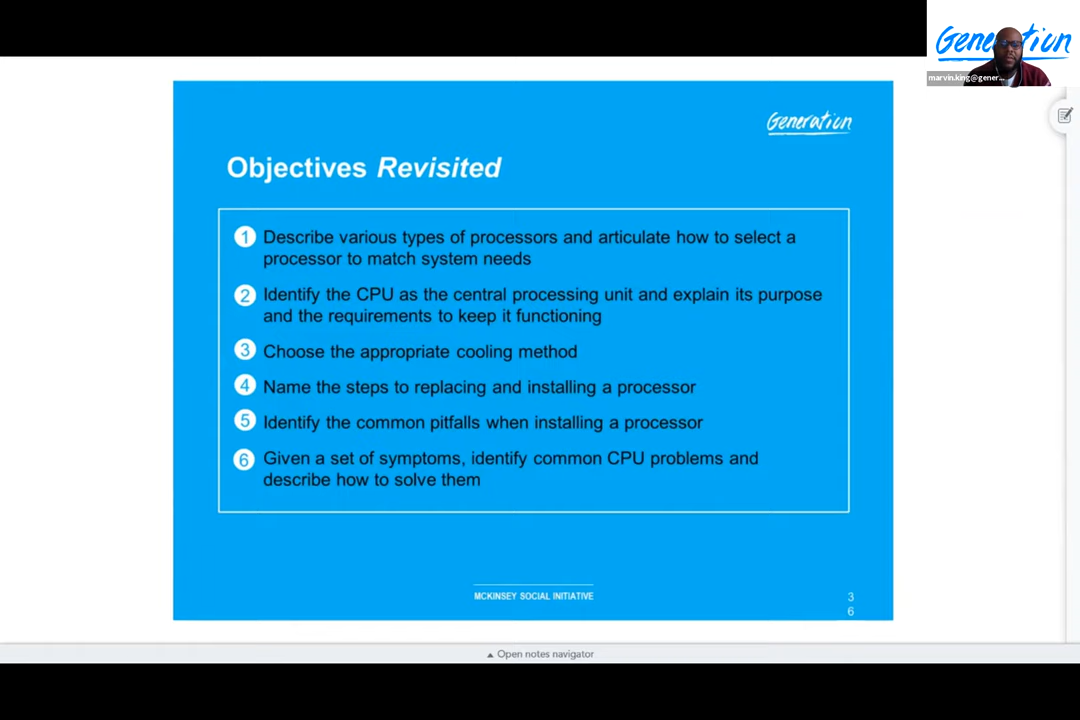 Generation
marvin.king@gener...
Generation
Objectives Revisited
1 Describe various types of processors and articulate how to select a
processor to match system needs
2 Identify the CPU as the central processing unit and explain its purpose
and the requirements to keep it functioning
3 Choose the appropriate cooling method
4 Name the steps to replacing and installing a processor
5 Identify the common pitfalls when installing a processor
6 Given a set of symptoms, identify common CPU problems and
describe how to solve them
MCKINSEY SOCIAL INITIATIVE
3
6
Open notes navigator